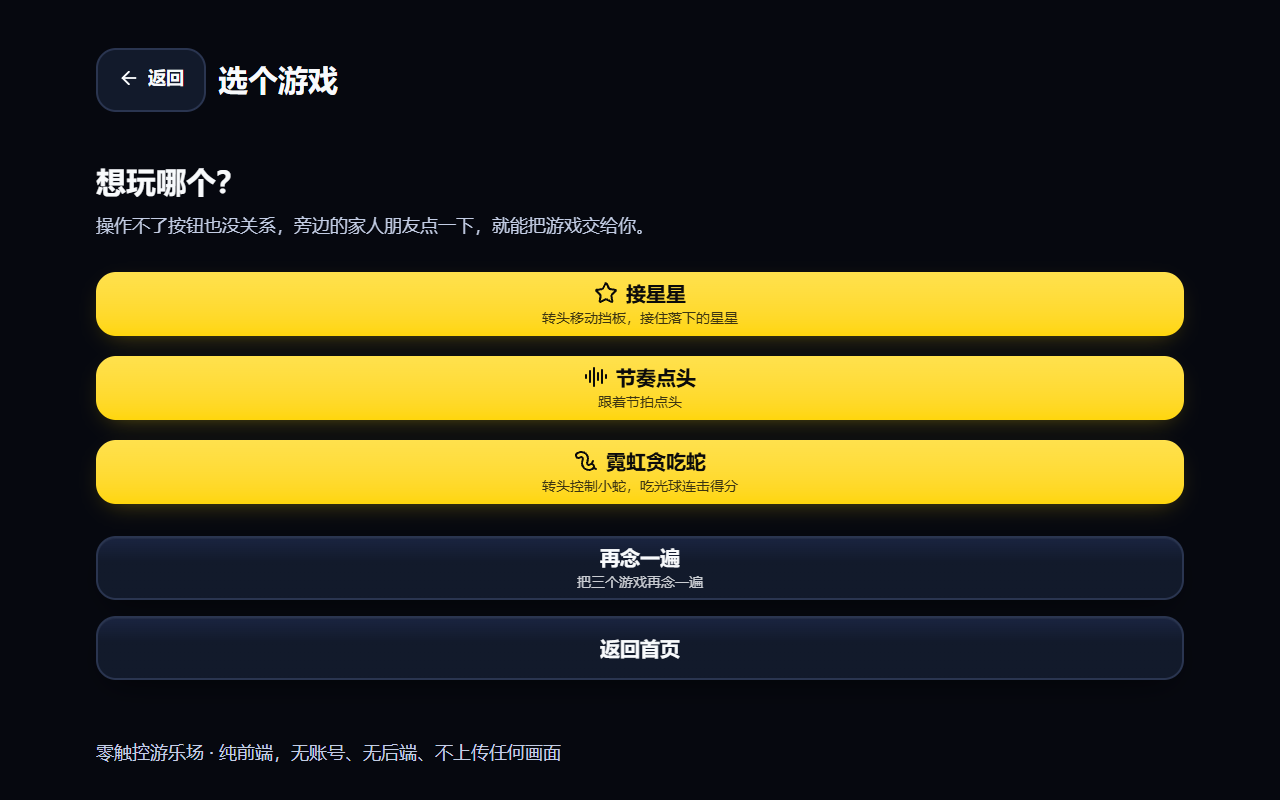 返回
选个游戏
想玩哪个?
操作不了按钮也没关系，旁边的家人朋友点一下，就能把游戏交给你。
接星星
转头移动挡板，接住落下的星星
节奏点头
跟着节拍点头
霓虹贪吃蛇
转头控制小蛇，吃光球连击得分
再念一遍
把三个游戏再念一遍
返回首页
零触控游乐场 · 纯前端，无账号、无后端、不上传任何画面